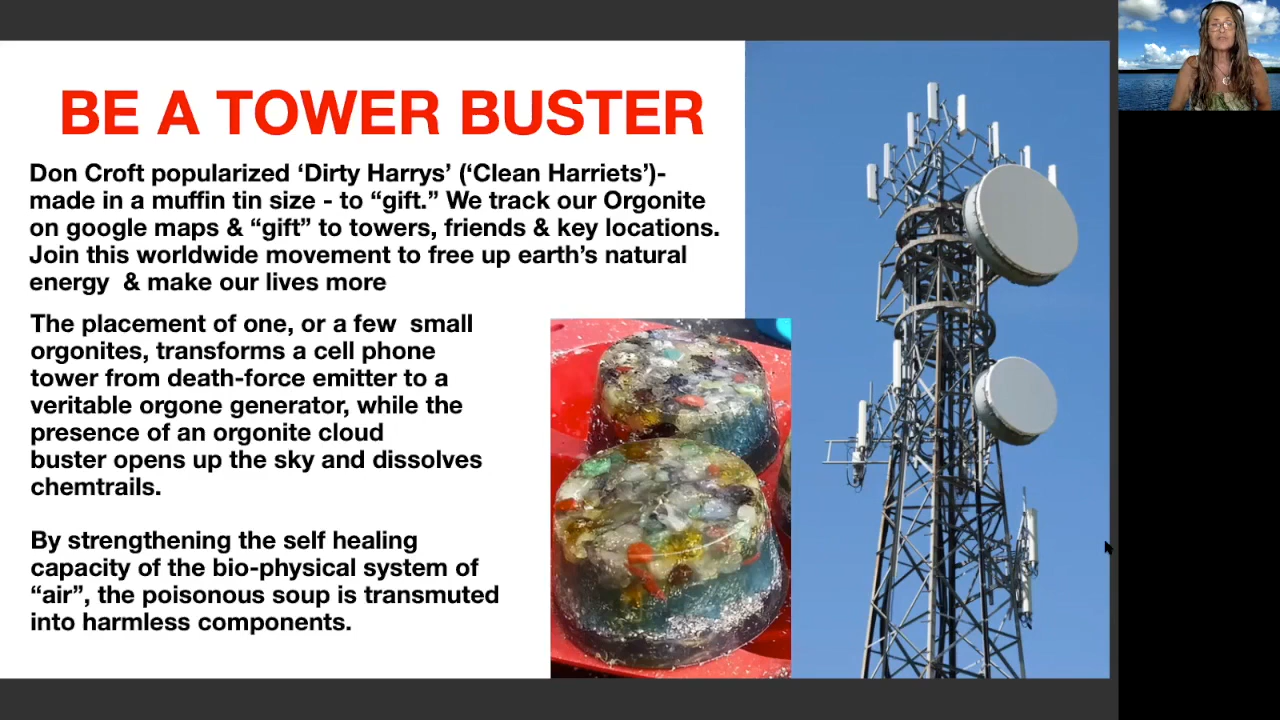 BE A TOWER BUSTER
Don Croft popularized ‘Dirty Harrys’ (‘Clean Harriets’)-
made in a muffin tin size - to “gift.” We track our Orgonite
on google maps & “gift” to towers, friends & key locations.
Join this worldwide movement to free up earth’s natural
energy  & make our lives more
The placement of one, or a few  small
orgonites, transforms a cell phone
tower from death-force emitter to a
veritable orgone generator, while the
presence of an orgonite cloud
buster opens up the sky and dissolves
chemtrails.
By strengthening the self healing
capacity of the bio-physical system of
“air”, the poisonous soup is transmuted
into harmless components.